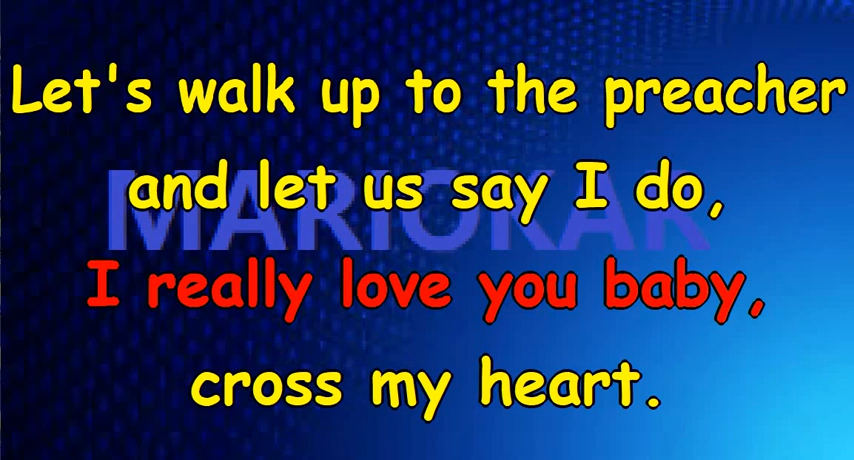 Let's walk up to the preacher
and let us say I do,
MARIOKAR
I really love you baby,
cross my heart.